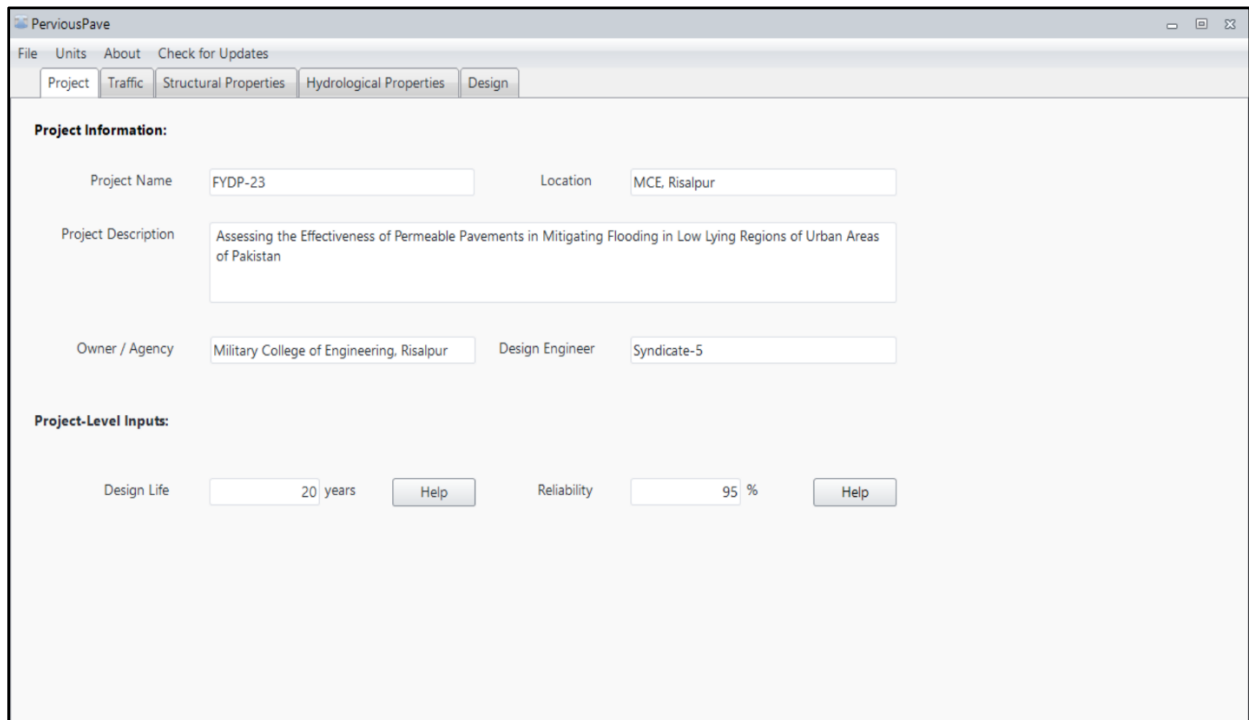 PerviousPave
File Units About Check for Updates
Project Traffic Structural Properties Hydrological Properties Design
Project Information:
Project Name FYDP-23 Location MCE, Risalpur
Project Description Assessing the Effectiveness of Permeable Pavements in Mitigating Flooding in Low Lying Regions of Urban Areas
of Pakistan
Owner / Agency Military College of Engineering, Risalpur Design Engineer Syndicate-5
Project-Level Inputs:
Design Life 20 years Help Reliability 95 % Help